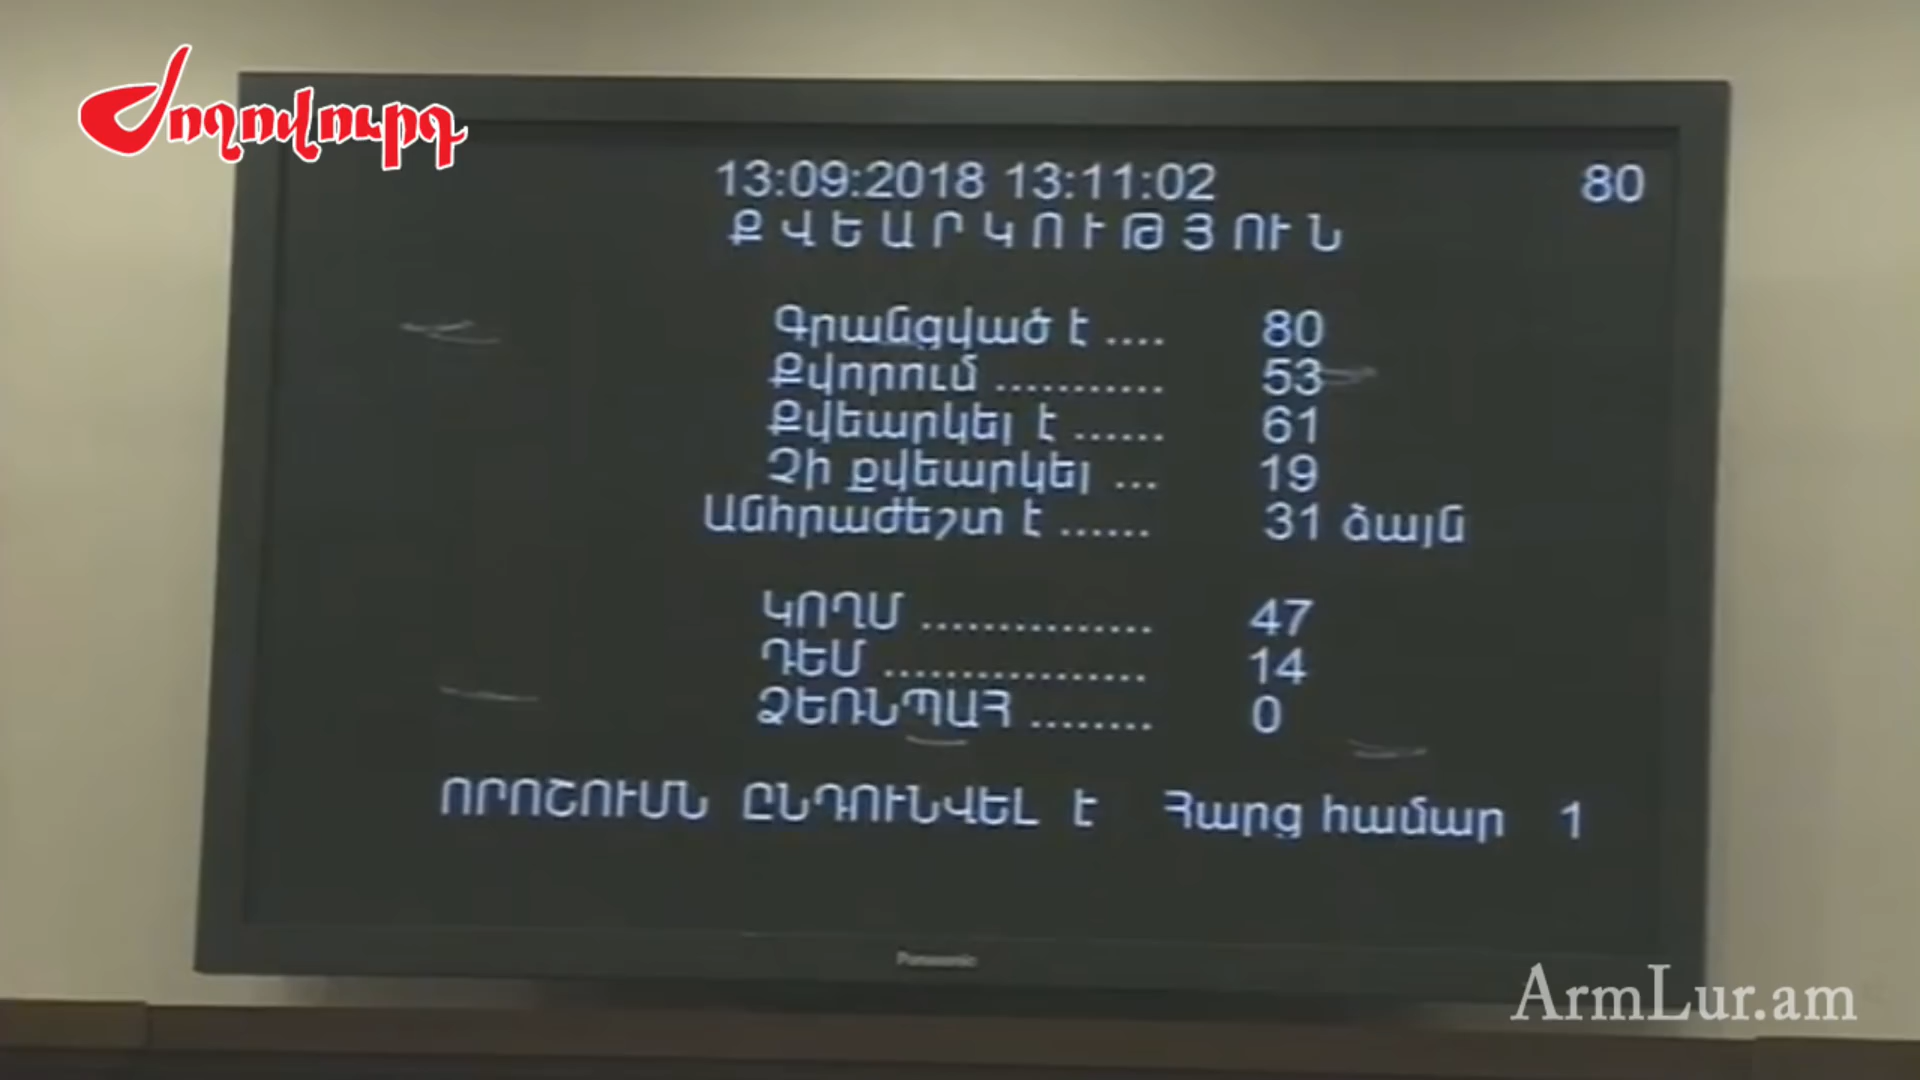 Ժողովուրդ
13:09:2018 13:11:02 80
Ք Վ Ե Ա Ր Կ Ո Ւ Թ Յ ՈՒ Ն
Գրանցված է .... 80
Քվորում ........... 53
Քվեարկել է ...... 61
Չի քվեարկել ... 19
Անհրաժեշտ է ...... 31 ձայն
ԿՈՂՄ ............... 47
ԴԵՄ ................. 14
ՁԵՌՆՊԱՀ ........ 0
ՈՐՈՇՈՒՄՆ ԸՆԴՈՒՆՎԵԼ է Հարց համար 1
Panasonic
ArmLur.am